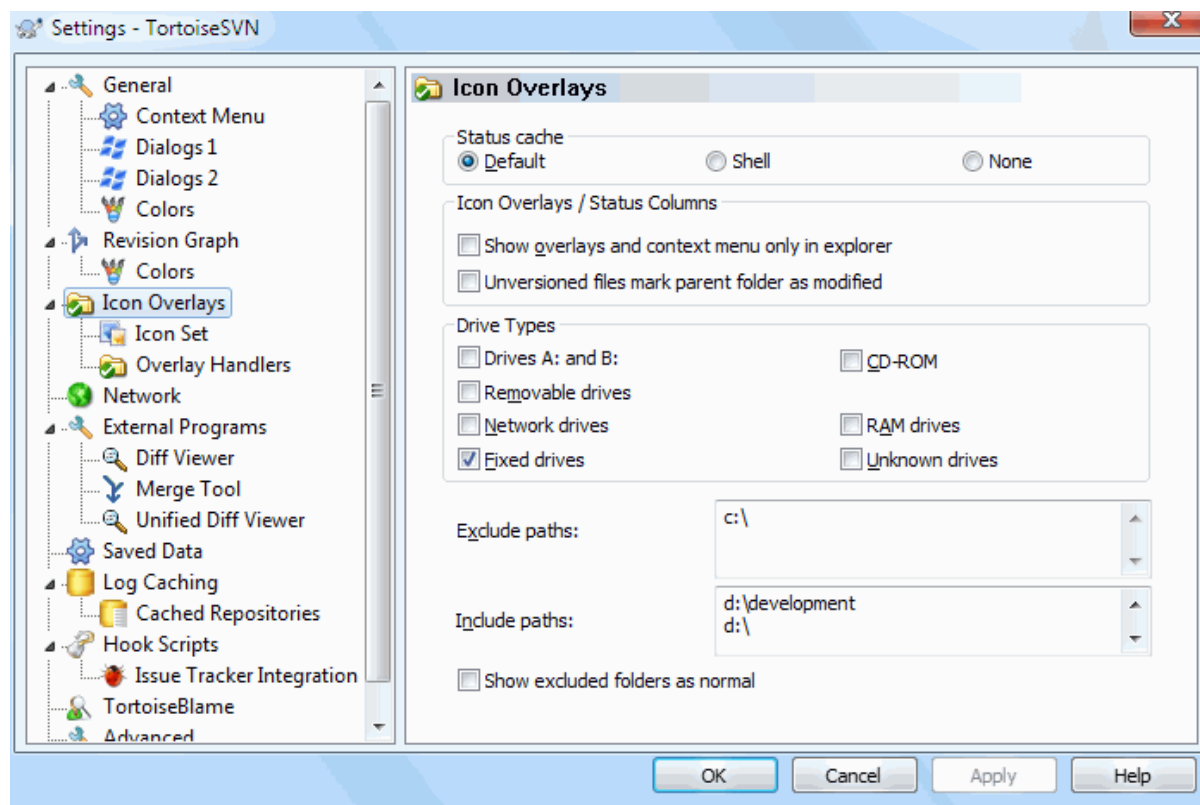 Settings - TortoiseSVN
General
Context Menu
Dialogs 1
Dialogs 2
Colors
Revision Graph
Colors
Icon Overlays
Icon Set
Overlay Handlers
Network
External Programs
Diff Viewer
Merge Tool
Unified Diff Viewer
Saved Data
Log Caching
Cached Repositories
Hook Scripts
Issue Tracker Integration
TortoiseBlame
Advanced
Icon Overlays
Status cache
Default Shell None
Icon Overlays / Status Columns
Show overlays and context menu only in explorer
Unversioned files mark parent folder as modified
Drive Types
Drives A: and B: CD-ROM
Removable drives
Network drives RAM drives
Fixed drives Unknown drives
Exclude paths: c:\
Include paths: d:\development
d:\
Show excluded folders as normal
OK Cancel Apply Help